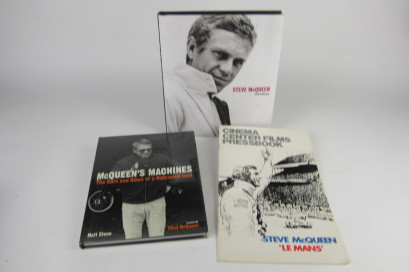 STEVE McQUEEN
McQUEEN'S MACHINES
The Cars and Bikes of a Hollywood Icon
Matt Stone
Chad McQueen
CINEMA
CENTER FILMS
PRESSBOOK
STEVE McQUEEN
'LE MANS'